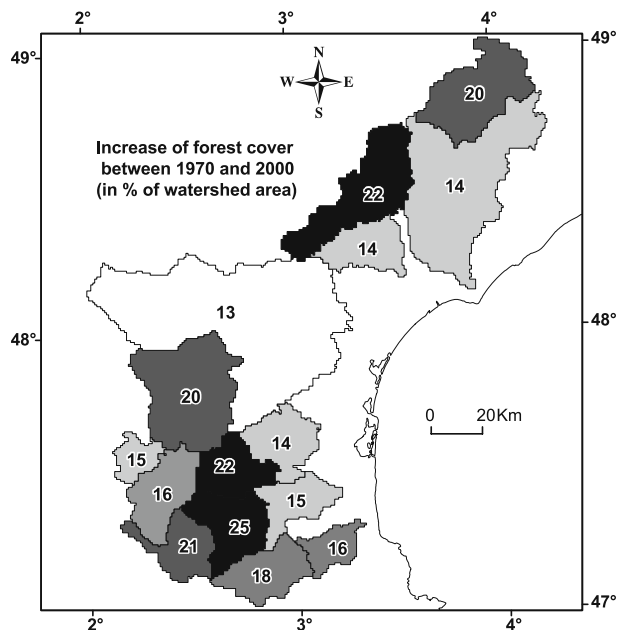 2° 3° 4°
49° 49°
N
W E
S
20
Increase of forest cover
between 1970 and 2000
(in % of watershed area)
22
14
14
13
48° 48°
20
0 20Km
14
15
22
16
15
25
21
16
18
47°
2° 3° 4°